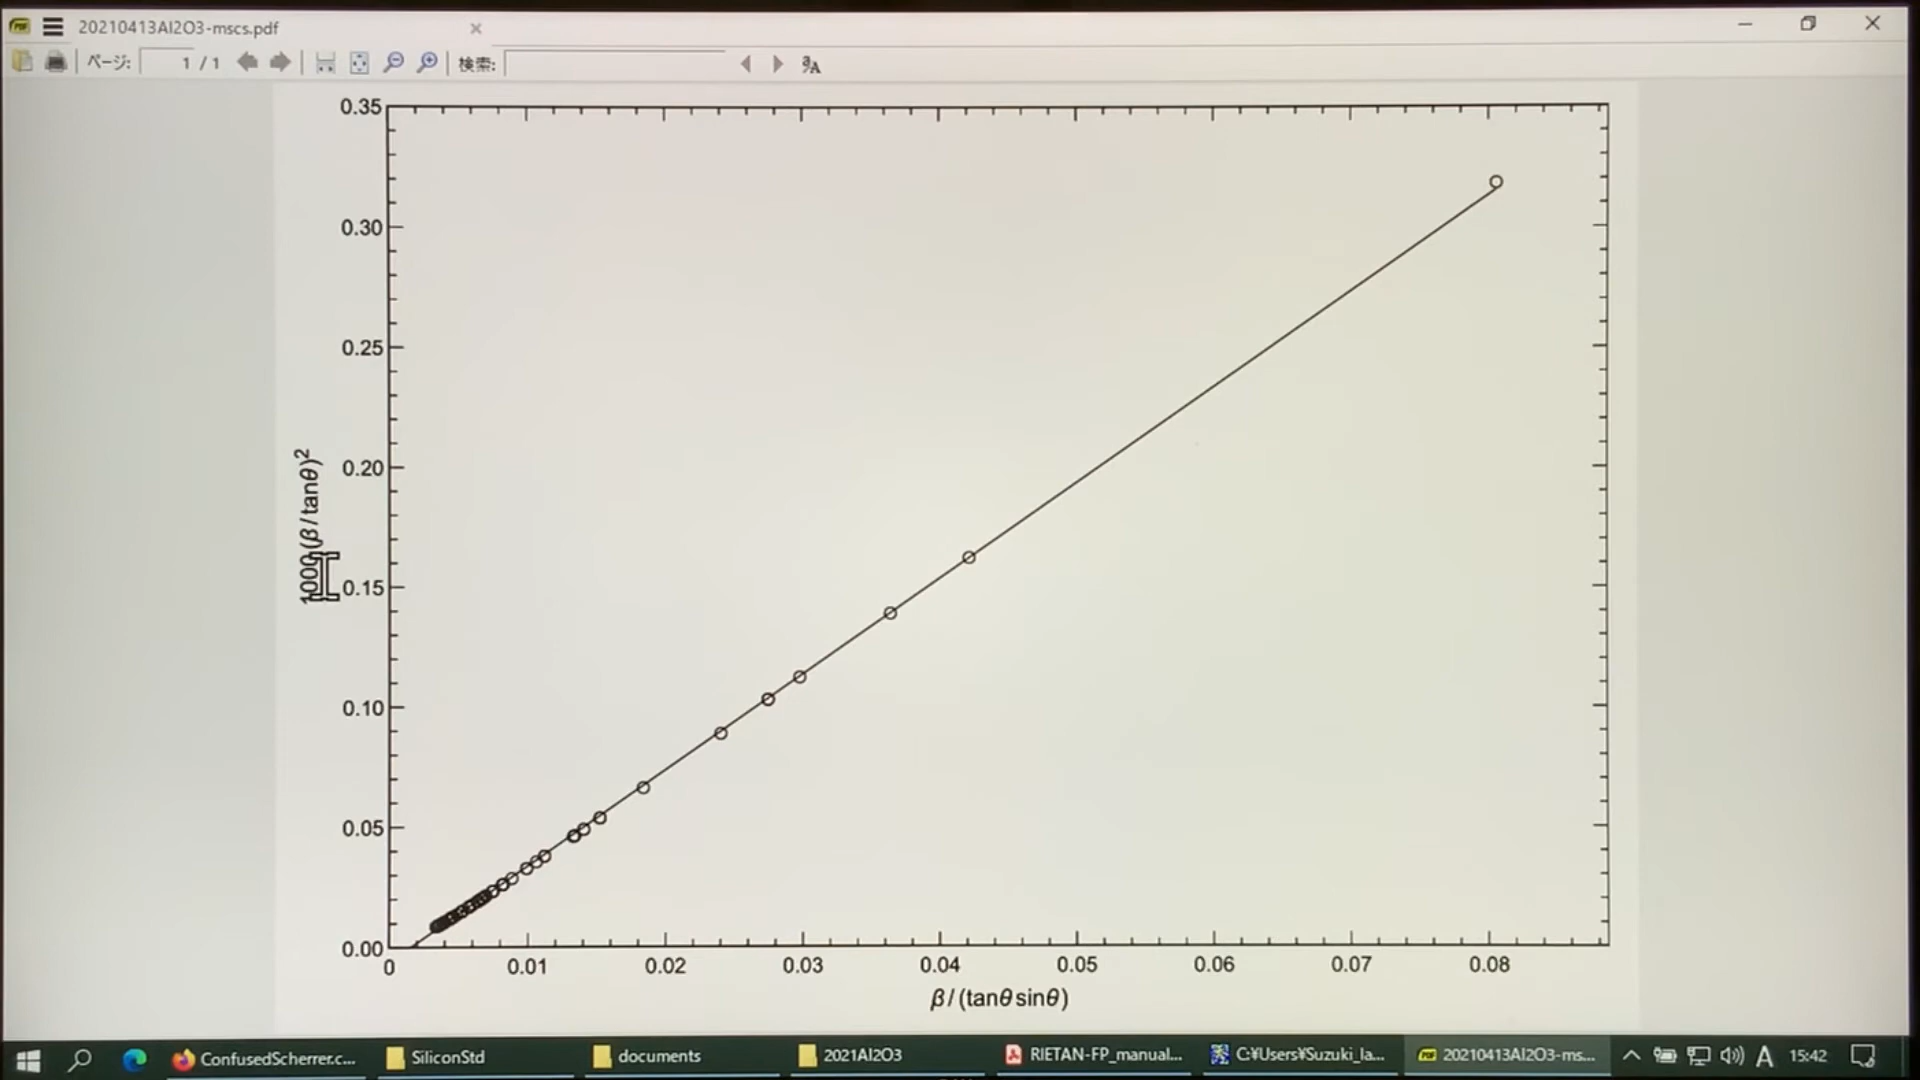 20210413Al2O3-mscs.pdf
ページ: 1 / 1 検索:
0.35
0.30
0.25
0.20
0.15
0.10
0.05
0.00
1000(β/tanθ)²
0 0.01 0.02 0.03 0.04 0.05 0.06 0.07 0.08
β/(tanθsinθ)
ConfusedScherrer.c... SiliconStd documents 2021Al2O3 RIETAN-FP_manual... C:¥Users¥Suzuki_la... 20210413Al2O3-ms... A 15:42